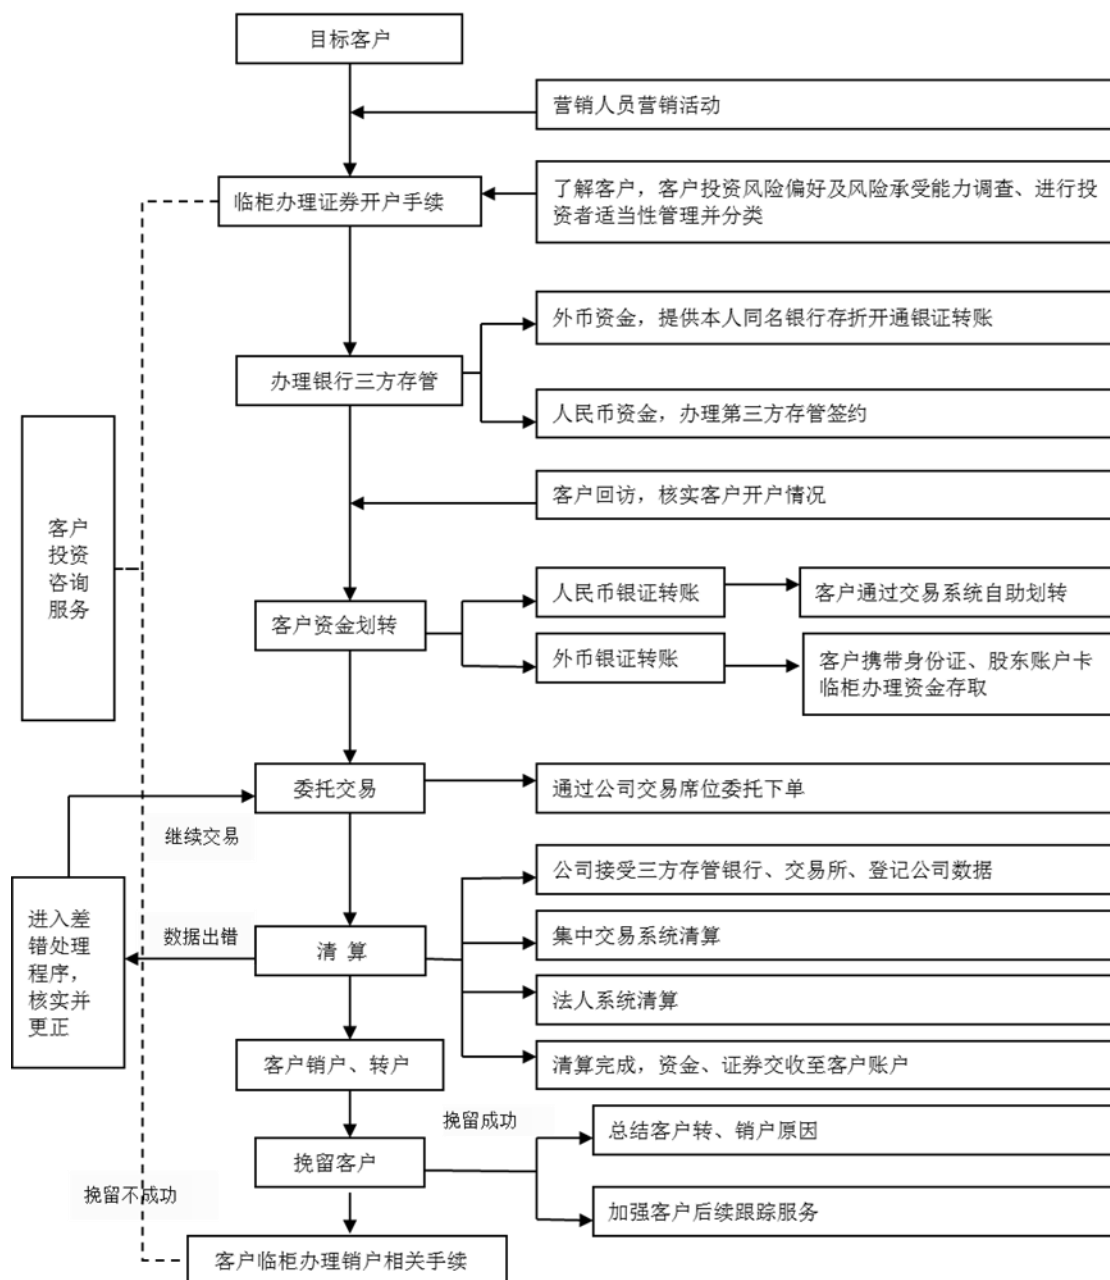 目标客户
营销人员营销活动
临柜办理证券开户手续
了解客户，客户投资风险偏好及风险承受能力调查、进行投
资者适当性管理并分类
外币资金，提供本人同名银行存折开通银证转账
办理银行三方存管
人民币资金，办理第三方存管签约
客户回访，核实客户开户情况
客户
投资
咨询
服务
人民币银证转账
客户通过交易系统自助划转
客户资金划转
外币银证转账
客户携带身份证、股东账户卡
临柜办理资金存取
委托交易
通过公司交易席位委托下单
继续交易
公司接受三方存管银行、交易所、登记公司数据
进入差
错处理
程序，
核实并
更正
数据出错
清 算
集中交易系统清算
法人系统清算
客户销户、转户
清算完成，资金、证券交收至客户账户
挽留成功
总结客户转、销户原因
挽留客户
挽留不成功
加强客户后续跟踪服务
客户临柜办理销户相关手续